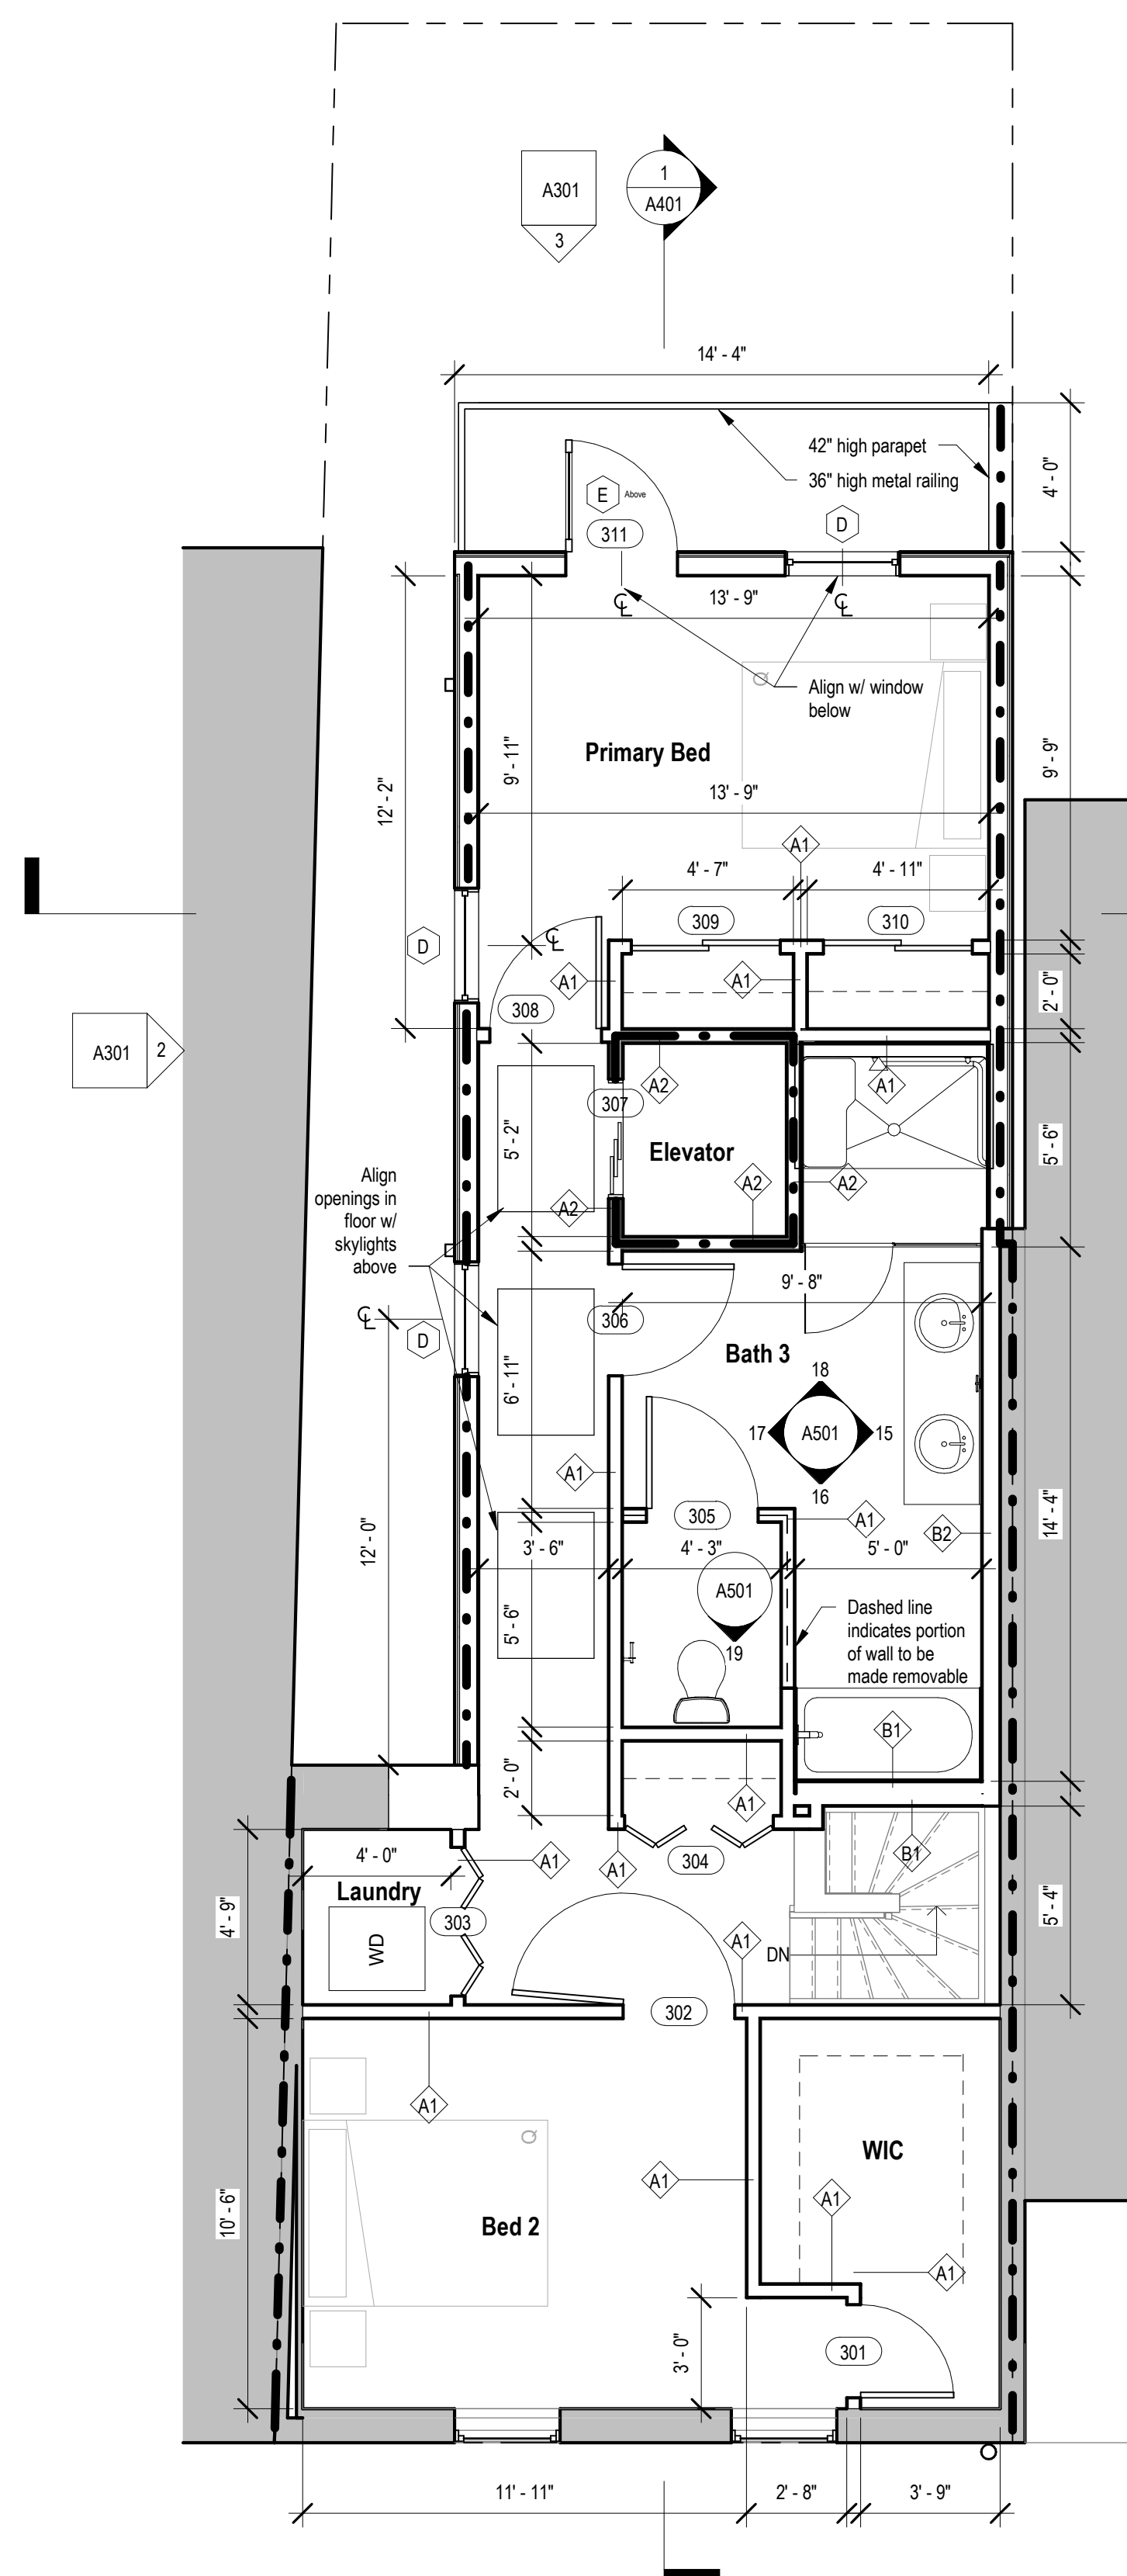 1
A301
A401
3
14' - 4"
42" high parapet
36" high metal railing
4' - 0"
E
Above
311
D
13' - 9"
CL
CL
Align w/ window
below
Q
Primary Bed
9' - 11"
12' - 2"
9' - 9"
13' - 9"
A1
4' - 7"
4' - 11"
309
310
CL
D
A1
A1
308
2' - 0"
A301
2
A2
A1
307
5' - 2"
Elevator
5' - 6"
A2
A2
A2
Align
openings in
floor w/
skylights
above
9' - 8"
CL
D
306
Bath 3
6' - 11"
18
17
A501
15
16
A1
305
A1
B2
14' - 4"
12' - 0"
3' - 6"
4' - 3"
5' - 0"
A501
19
5' - 6"
Dashed line
indicates portion
of wall to be
made removable
B1
2' - 0"
A1
4' - 0"
A1
A1
304
B1
Laundry
303
4' - 9"
5' - 4"
WD
A1
DN
302
A1
Q
WIC
A1
A1
10' - 6"
Bed 2
A1
3' - 0"
301
11' - 11"
2' - 8"
3' - 9"